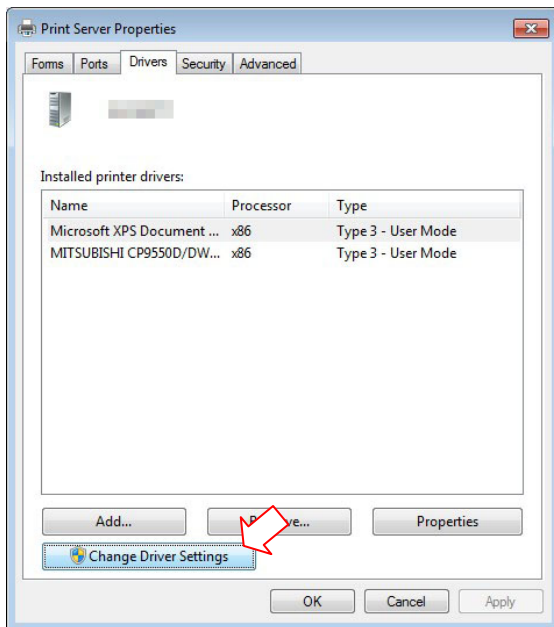 Print Server Properties
Forms Ports Drivers Security Advanced
Installed printer drivers:
Name Processor Type
Microsoft XPS Document ... x86 Type 3 - User Mode
MITSUBISHI CP9550D/DW... x86 Type 3 - User Mode
Add... Properties
Change Driver Settings
OK Cancel Apply